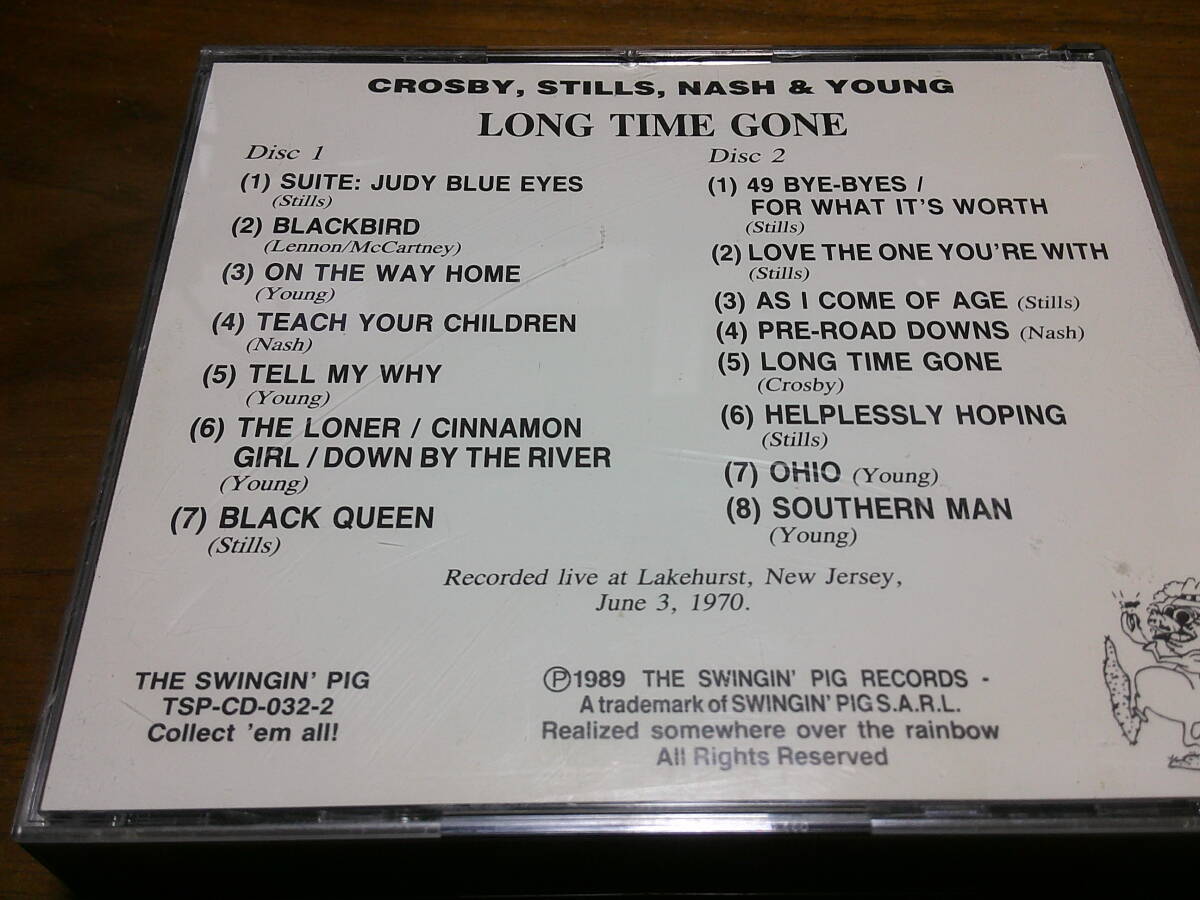 CROSBY, STILLS, NASH & YOUNG
LONG TIME GONE
Disc 1
(1) SUITE: JUDY BLUE EYES
(Stills)
(2) BLACKBIRD
(Lennon/McCartney)
(3) ON THE WAY HOME
(Young)
(4) TEACH YOUR CHILDREN
(Nash)
(5) TELL MY WHY
(Young)
(6) THE LONER / CINNAMON
GIRL / DOWN BY THE RIVER
(Young)
(7) BLACK QUEEN
(Stills)
Disc 2
(1) 49 BYE-BYES /
FOR WHAT IT'S WORTH
(Stills)
(2) LOVE THE ONE YOU'RE WITH
(Stills)
(3) AS I COME OF AGE (Stills)
(4) PRE-ROAD DOWNS (Nash)
(5) LONG TIME GONE
(Crosby)
(6) HELPLESSLY HOPING
(Stills)
(7) OHIO (Young)
(8) SOUTHERN MAN
(Young)
Recorded live at Lakehurst, New Jersey,
June 3, 1970.
THE SWINGIN' PIG
TSP-CD-032-2
Collect 'em all!
Ⓟ1989 THE SWINGIN' PIG RECORDS -
A trademark of SWINGIN' PIG S.A.R.L.
Realized somewhere over the rainbow
All Rights Reserved